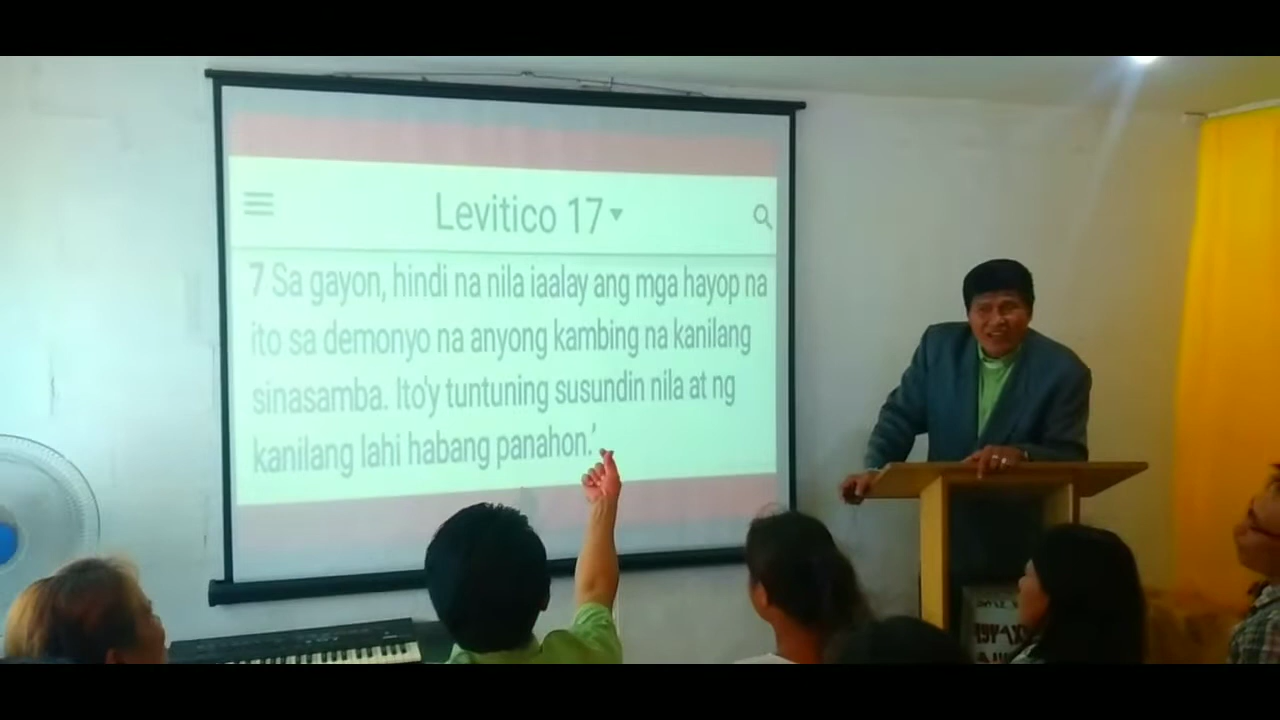 Levitico 17
7 Sa gayon, hindi na nila iaalay ang mga hayop na
ito sa demonyo na anyong kambing na kanilang
sinasamba. Ito'y tuntuning susundin nila at ng
kanilang lahi habang panahon.'